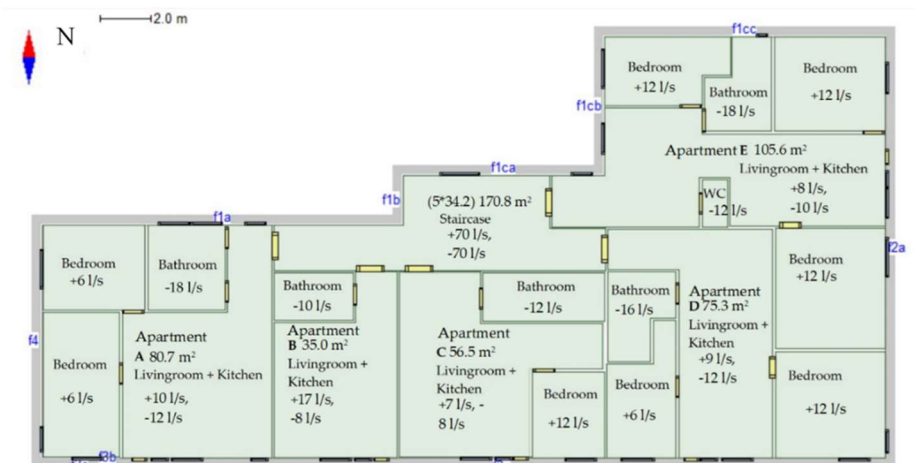 2.0 m
N
f1cc
Bedroom
+12 l/s
Bathroom
-18 l/s
Bedroom
+12 l/s
f1cb
Apartment E 105.6 m²
Livingroom + Kitchen
+8 l/s,
-10 l/s
WC
-12 l/s
f1ca
f1b
(5*34.2) 170.8 m²
Staircase
+70 l/s,
-70 l/s
f1a
Bedroom
+6 l/s
Bathroom
-18 l/s
Bedroom
+12 l/s
f2a
Bathroom
-10 l/s
Bathroom
-12 l/s
Bathroom
-16 l/s
Apartment
D 75.3 m²
Livingroom +
Kitchen
+9 l/s,
-12 l/s
f4
Bedroom
+6 l/s
Apartment
A 80.7 m²
Livingroom + Kitchen
+10 l/s,
-12 l/s
Apartment
B 35.0 m²
Livingroom +
Kitchen
+17 l/s,
-8 l/s
Apartment
C 56.5 m²
Livingroom +
Kitchen
+7 l/s, -
8 l/s
Bedroom
+12 l/s
Bedroom
+6 l/s
Bedroom
+12 l/s
f3b